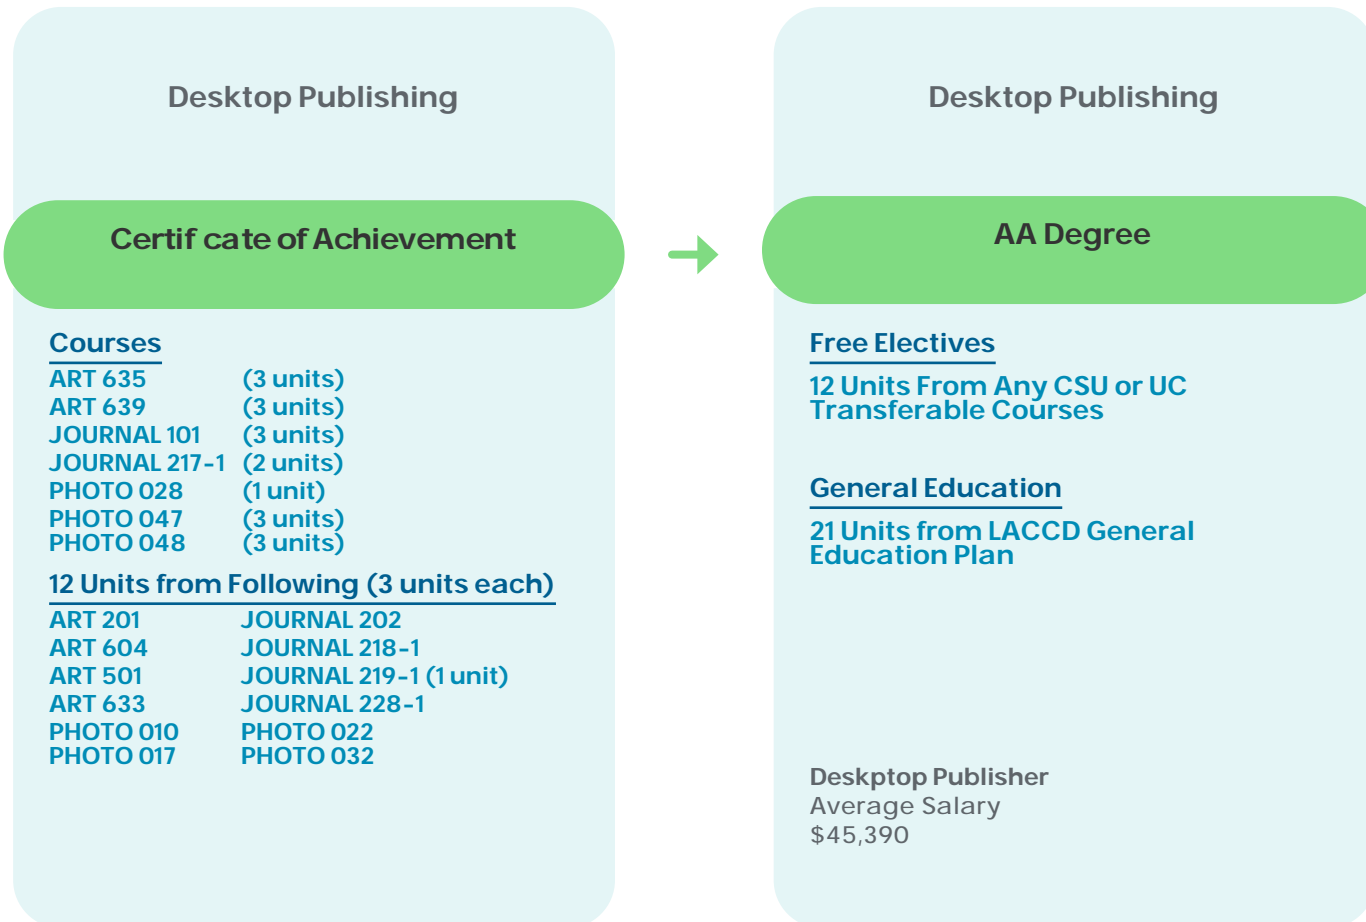 Desktop Publishing
Certif cate of Achievement
Courses
ART 635 (3 units)
ART 639 (3 units)
JOURNAL 101 (3 units)
JOURNAL 217-1 (2 units)
PHOTO 028 (1 unit)
PHOTO 047 (3 units)
PHOTO 048 (3 units)
12 Units from Following (3 units each)
ART 201 JOURNAL 202
ART 604 JOURNAL 218-1
ART 501 JOURNAL 219-1 (1 unit)
ART 633 JOURNAL 228-1
PHOTO 010 PHOTO 022
PHOTO 017 PHOTO 032
Desktop Publishing
AA Degree
Free Electives
12 Units From Any CSU or UC
Transferable Courses
General Education
21 Units from LACCD General
Education Plan
Deskptop Publisher
Average Salary
$45,390